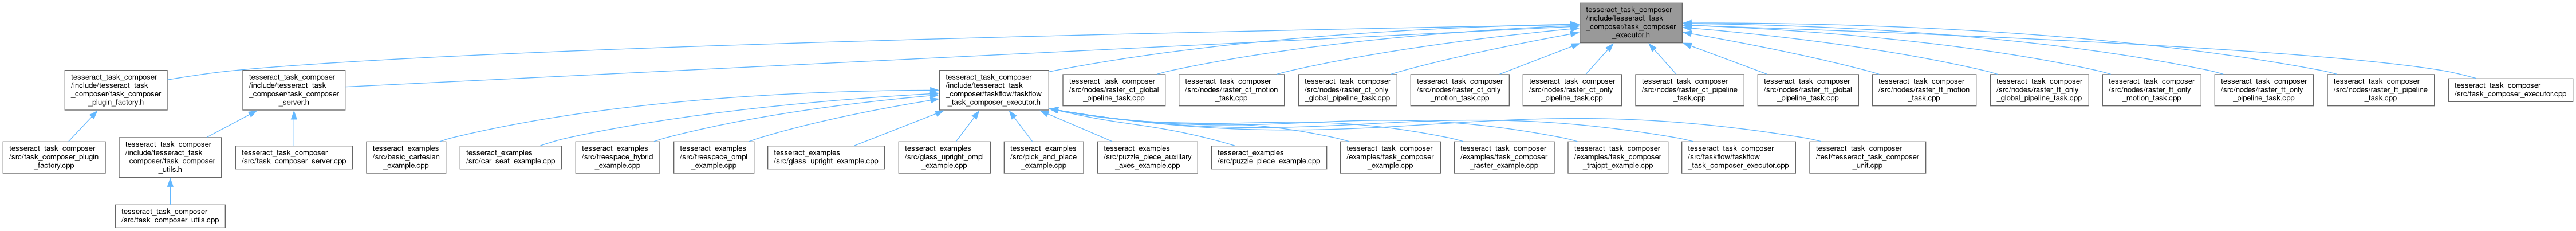 tesseract_task_composer
/include/tesseract_task
_composer/task_composer
_executor.h
tesseract_task_composer
/include/tesseract_task
_composer/task_composer
_plugin_factory.h
tesseract_task_composer
/include/tesseract_task
_composer/task_composer
_server.h
tesseract_task_composer
/include/tesseract_task
_composer/taskflow/taskflow
_task_composer_executor.h
tesseract_task_composer
/src/nodes/raster_ct_global
_pipeline_task.cpp
tesseract_task_composer
/src/nodes/raster_ct_motion
_task.cpp
tesseract_task_composer
/src/nodes/raster_ct_only
_global_pipeline_task.cpp
tesseract_task_composer
/src/nodes/raster_ct_only
_motion_task.cpp
tesseract_task_composer
/src/nodes/raster_ct_only
_pipeline_task.cpp
tesseract_task_composer
/src/nodes/raster_ct_pipeline
_task.cpp
tesseract_task_composer
/src/nodes/raster_ft_global
_pipeline_task.cpp
tesseract_task_composer
/src/nodes/raster_ft_motion
_task.cpp
tesseract_task_composer
/src/nodes/raster_ft_only
_global_pipeline_task.cpp
tesseract_task_composer
/src/nodes/raster_ft_only
_motion_task.cpp
tesseract_task_composer
/src/nodes/raster_ft_only
_pipeline_task.cpp
tesseract_task_composer
/src/nodes/raster_ft_pipeline
_task.cpp
tesseract_task_composer
/src/task_composer_executor.cpp
tesseract_task_composer
/src/task_composer_plugin
_factory.cpp
tesseract_task_composer
/include/tesseract_task
_composer/task_composer
_utils.h
tesseract_task_composer
/src/task_composer_server.cpp
tesseract_examples
/src/basic_cartesian
_example.cpp
tesseract_examples
/src/car_seat_example.cpp
tesseract_examples
/src/freespace_hybrid
_example.cpp
tesseract_examples
/src/freespace_ompl
_example.cpp
tesseract_examples
/src/glass_upright_example.cpp
tesseract_examples
/src/glass_upright_ompl
_example.cpp
tesseract_examples
/src/pick_and_place
_example.cpp
tesseract_examples
/src/puzzle_piece_auxillary
_axes_example.cpp
tesseract_examples
/src/puzzle_piece_example.cpp
tesseract_task_composer
/examples/task_composer
_example.cpp
tesseract_task_composer
/examples/task_composer
_raster_example.cpp
tesseract_task_composer
/examples/task_composer
_trajopt_example.cpp
tesseract_task_composer
/src/taskflow/taskflow
_task_composer_executor.cpp
tesseract_task_composer
/test/tesseract_task_composer
_unit.cpp
tesseract_task_composer
/src/task_composer_utils.cpp